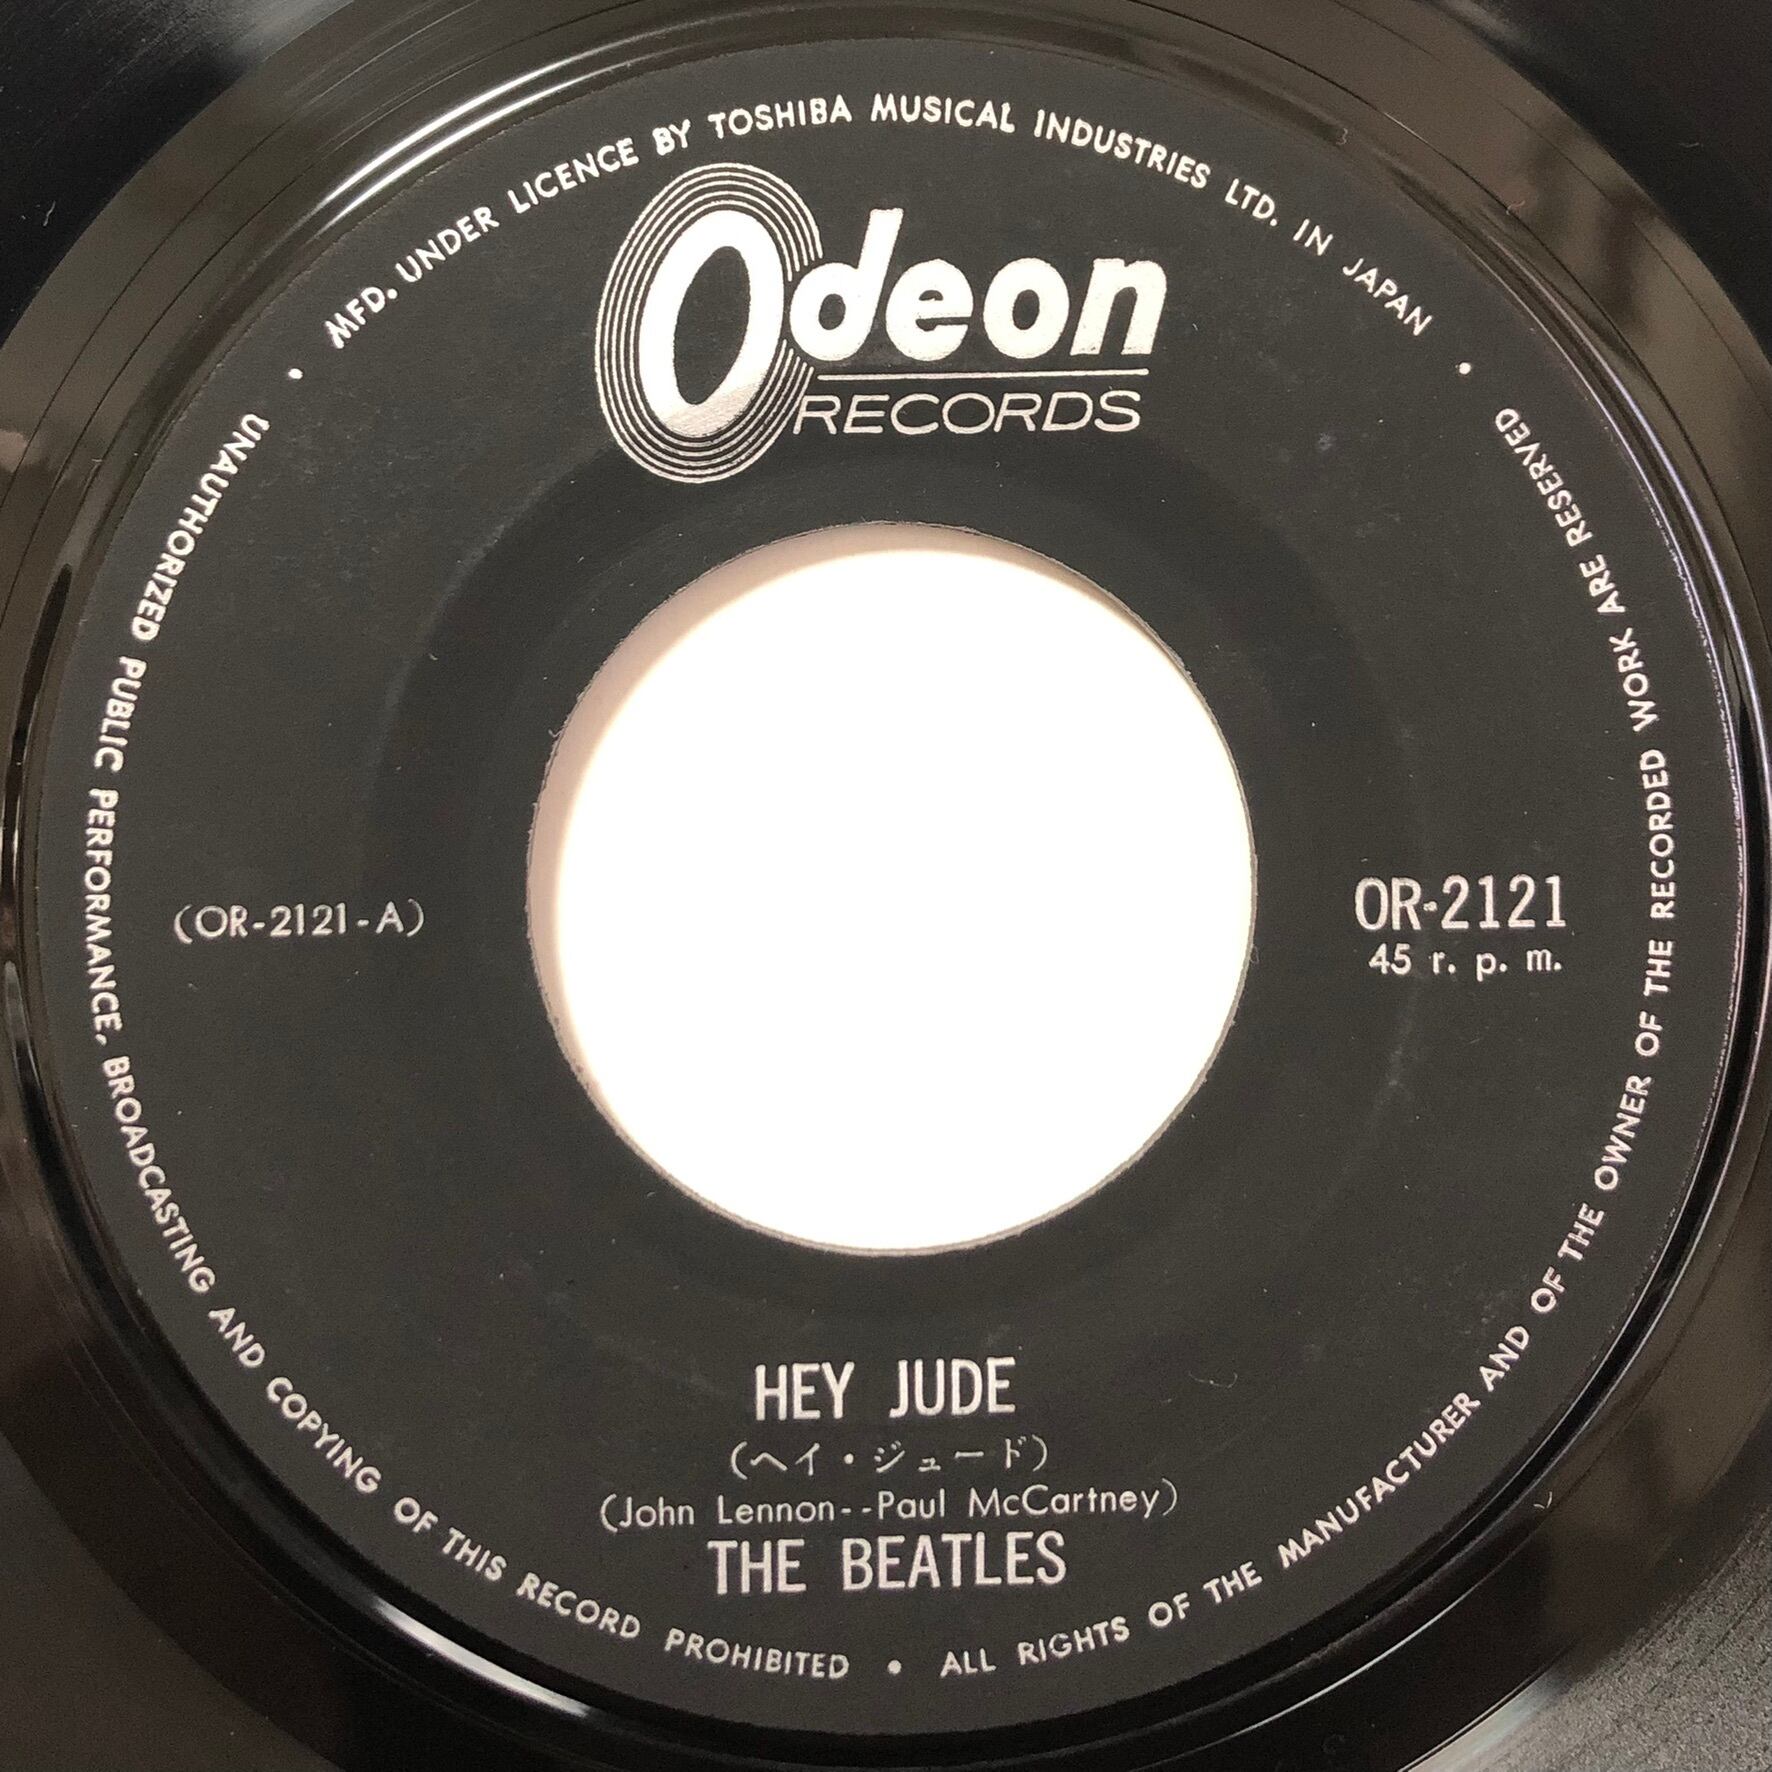 MFD. UNDER LICENCE BY TOSHIBA MUSICAL INDUSTRIES LTD. IN JAPAN
Odeon
RECORDS
(OR-2121-A)
OR-2121
45 r. p. m.
HEY JUDE
(ヘイ・ジュード)
(John Lennon--Paul McCartney)
THE BEATLES
UNAUTHORIZED PUBLIC PERFORMANCE, BROADCASTING AND COPYING OF THIS RECORD PROHIBITED • ALL RIGHTS OF THE MANUFACTURER AND OF THE OWNER OF THE RECORDED WORK ARE RESERVED